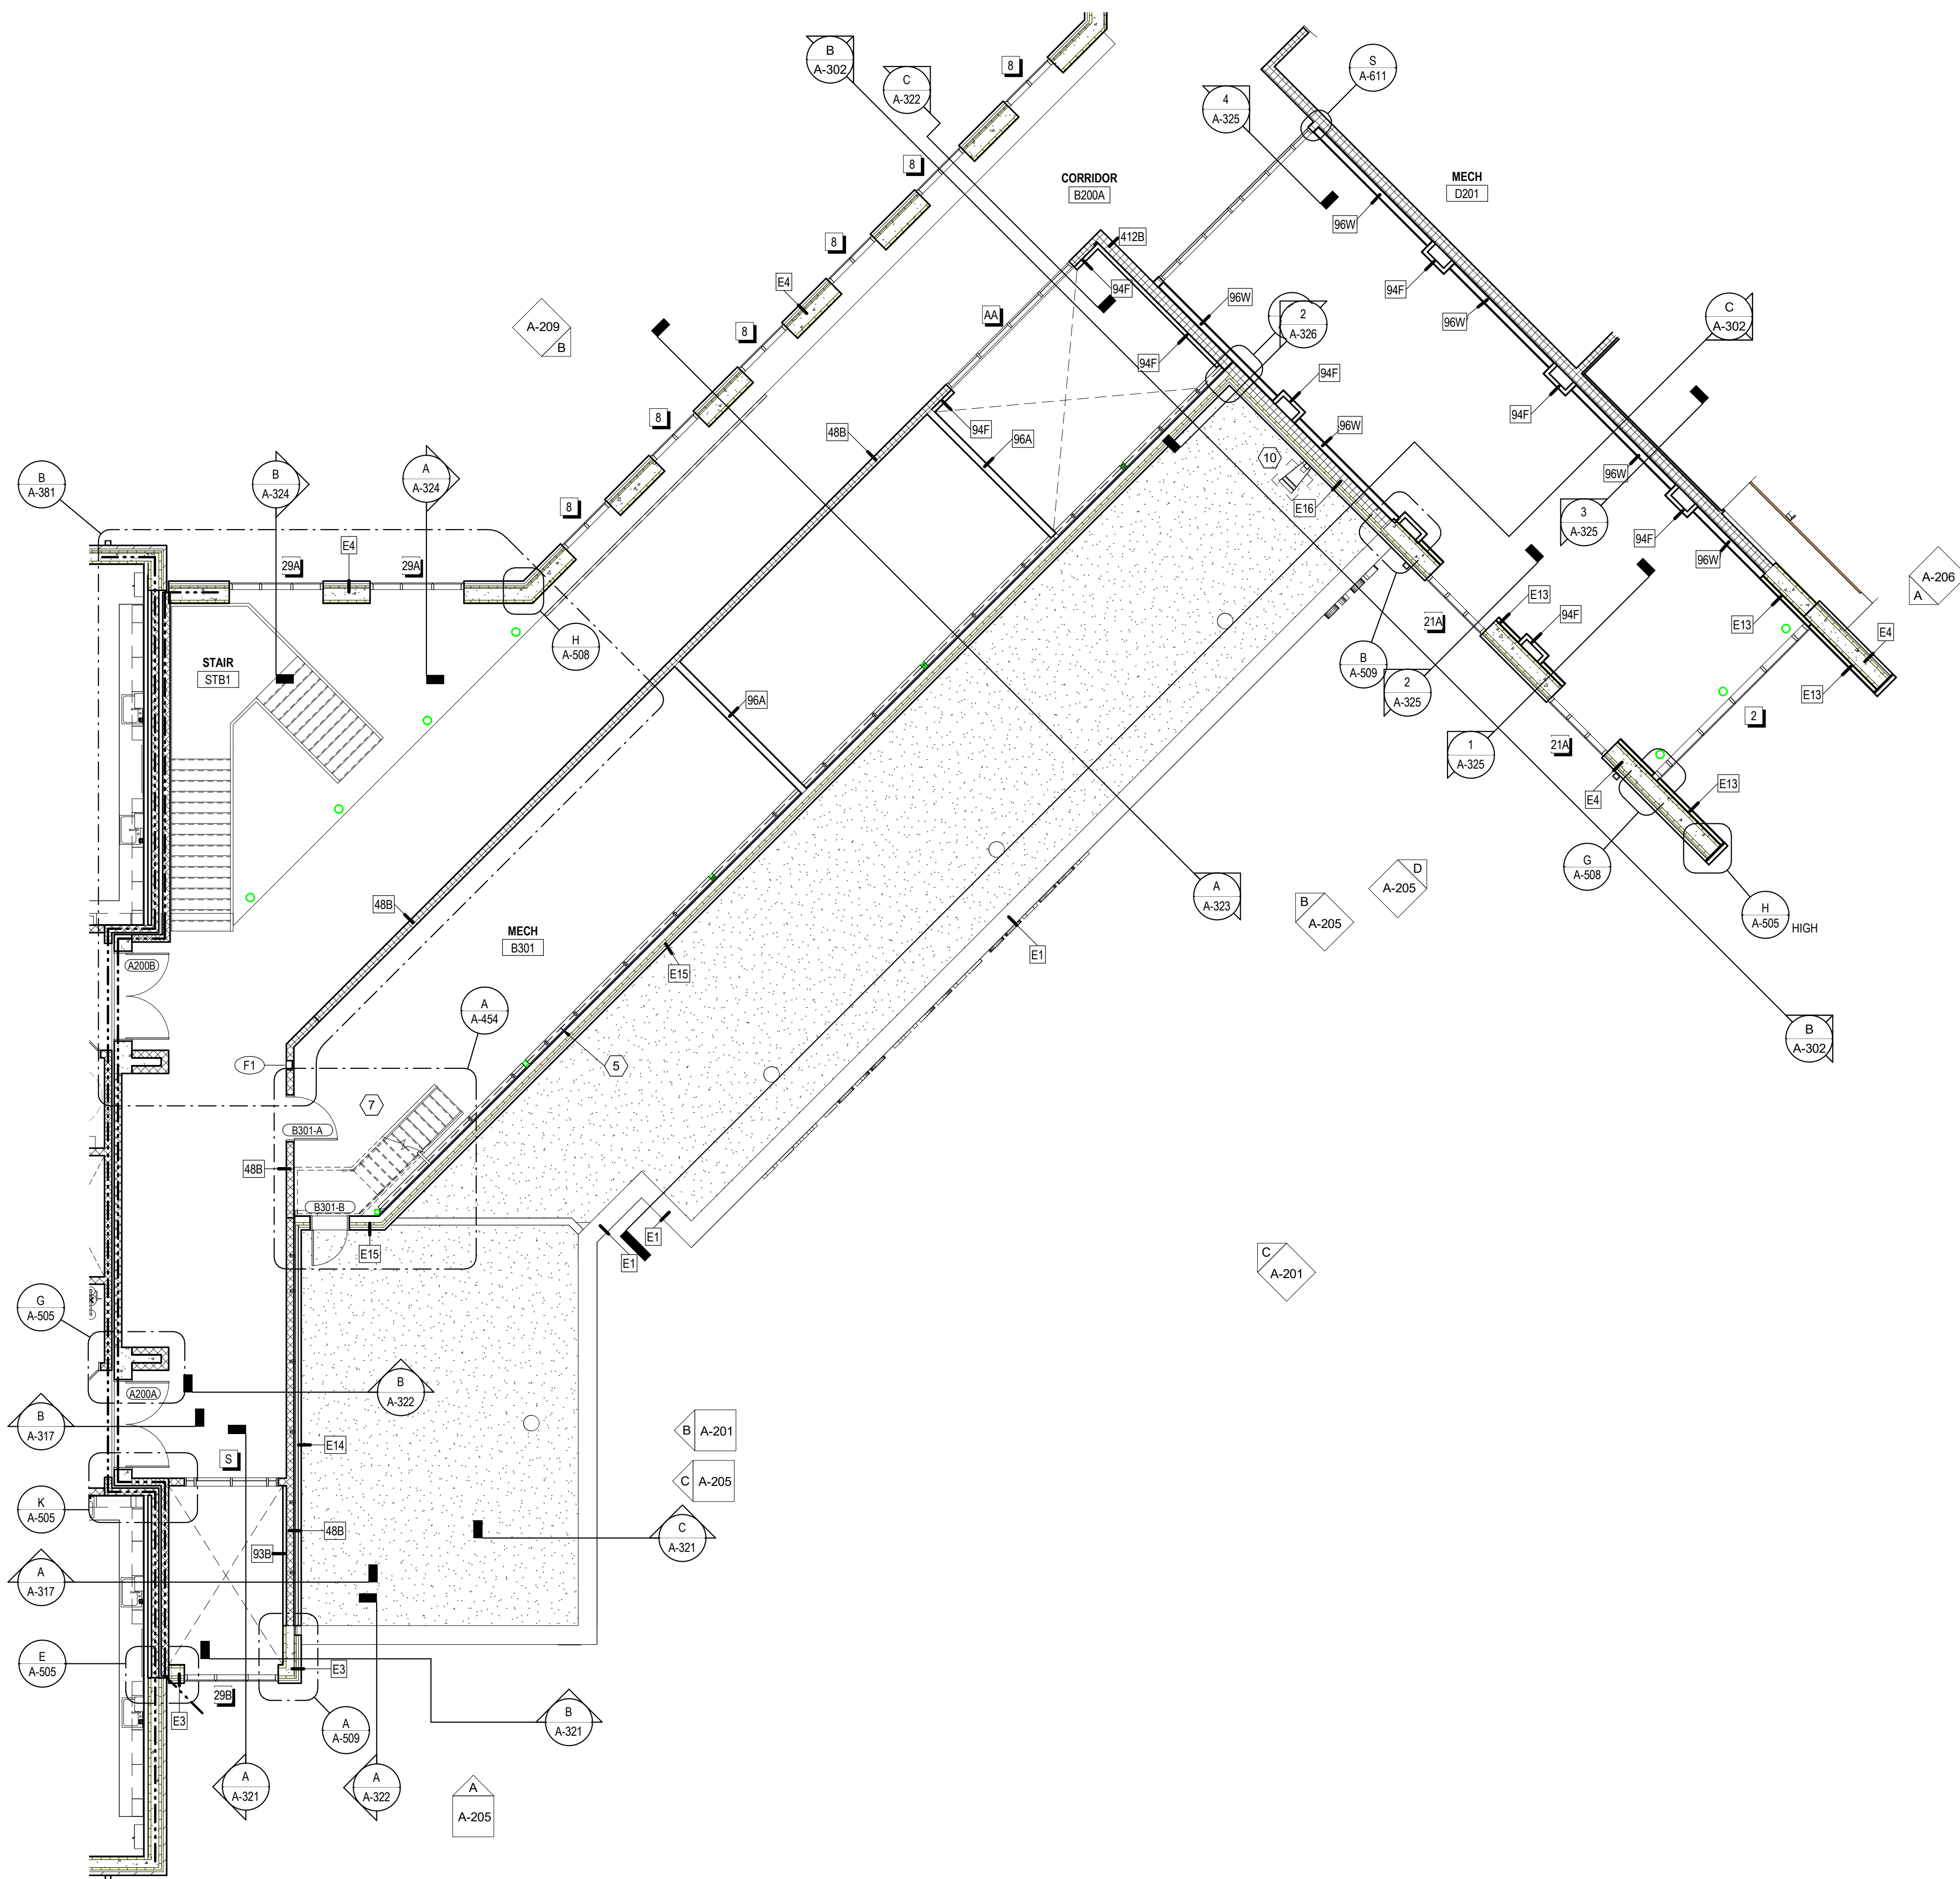 B
A-302
C
A-322
8
S
A-611
4
A-325
8
CORRIDOR
B200A
MECH
D201
96W
412B
8
E4
94F
94F
96W
96W
C
A-302
A-209
B
8
AA
2
A-326
94F
94F
94F
8
48B
94F
96A
96W
10
96W
B
A-381
B
A-324
A
A-324
8
E16
3
A-325
94F
96W
F
29A
E4
29A
A-206
A
H
A-508
E13
94F
21A
E13
E4
STAIR
STB1
B
A-509
2
A-325
E13
96A
2
1
A-325
21A
E4
E13
G
A-508
A
A-323
D
A-205
B
A-205
H
A-505
HIGH
48B
MECH
B301
E1
E15
A200B
A
A-454
B
A-302
F1
5
7
B301-A
48B
B301-B
E15
E1
E1
C
A-201
G
A-505
A200A
B
A-322
B
A-317
B
A-201
S
E14
C
A-205
K
A-505
48B
C
A-321
93B
A
A-317
E
A-505
E3
29B
E3
A
A-509
B
A-321
A
A-321
A
A-322
A
A-205